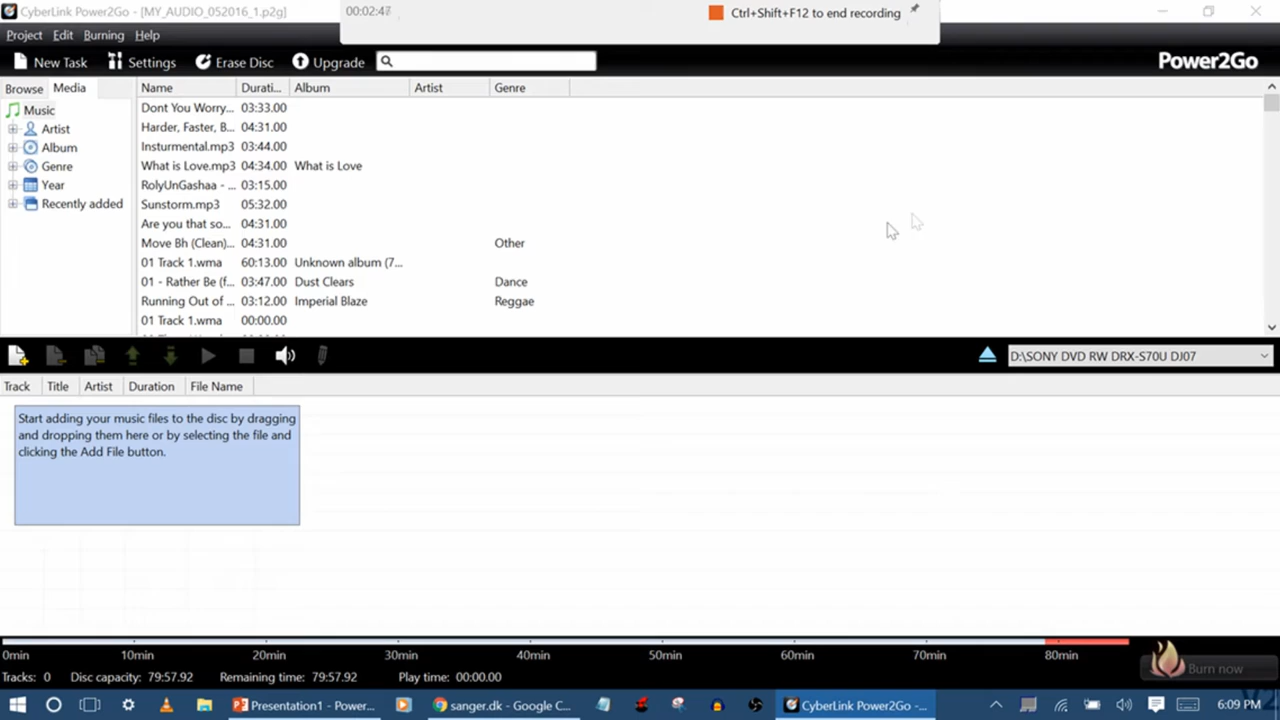 CyberLink Power2Go - [MY_AUDIO_052016_1.p2g]
00:02:47
Ctrl+Shift+F12 to end recording
Project Edit Burning Help
New Task Settings Erase Disc Upgrade
Power2Go
Browse Media
Music
Artist
Album
Genre
Year
Recently added
Name Durati... Album Artist Genre
Dont You Worry... 03:33.00
Harder, Faster, B... 04:31.00
Insturmental.mp3 03:44.00
What is Love.mp3 04:34.00 What is Love
RolyUnGashaa - ... 03:15.00
Sunstorm.mp3 05:32.00
Are you that so... 04:31.00
Move Bh (Clean)... 04:31.00 Other
01 Track 1.wma 60:13.00 Unknown album (7...
01 - Rather Be (f... 03:47.00 Dust Clears Dance
Running Out of ... 03:12.00 Imperial Blaze Reggae
01 Track 1.wma 00:00.00
D:\SONY DVD RW DRX-S70U DJ07
Track Title Artist Duration File Name
Start adding your music files to the disc by dragging
and dropping them here or by selecting the file and
clicking the Add File button.
0min 10min 20min 30min 40min 50min 60min 70min 80min
Burn now
Tracks: 0 Disc capacity: 79:57.92 Remaining time: 79:57.92 Play time: 00:00.00
Presentation1 - Power... sanger.dk - Google C... CyberLink Power2Go -... 6:09 PM